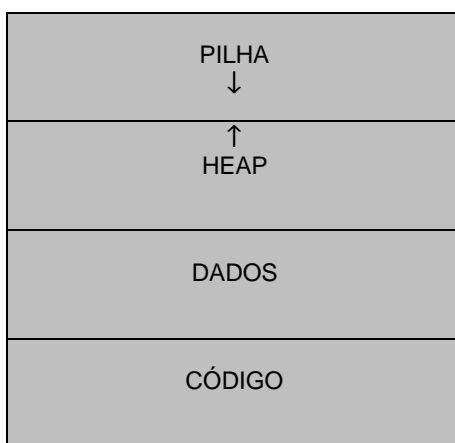 PILHA
↓
↑
HEAP
DADOS
CÓDIGO